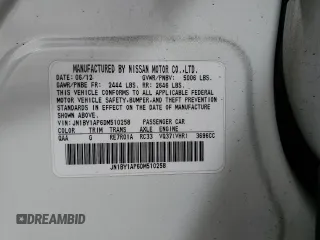 MANUFACTURED BY NISSAN MOTOR CO.,LTD.
DATE: 06/12 GVWR/PNBV: 5006 LBS.
GAWR/PNBE FR: 2444 LBS. RR: 2646 LBS.
THIS VEHICLE CONFORMS TO ALL APPLICABLE FEDERAL
MOTOR VEHICLE SAFETY, BUMPER, AND THEFT PREVENTION
STANDARDS IN EFFECT ON THE DATE OF MANUFACTURE
SHOWN ABOVE.
VIN: JN1BY1AP6DM510258 PASSENGER CAR
COLOR TRIM TRANS AXLE ENGINE
QAA G RE7R01A RC33 VQ37(VHR) 3696CC
JN1BY1AP6DM510258